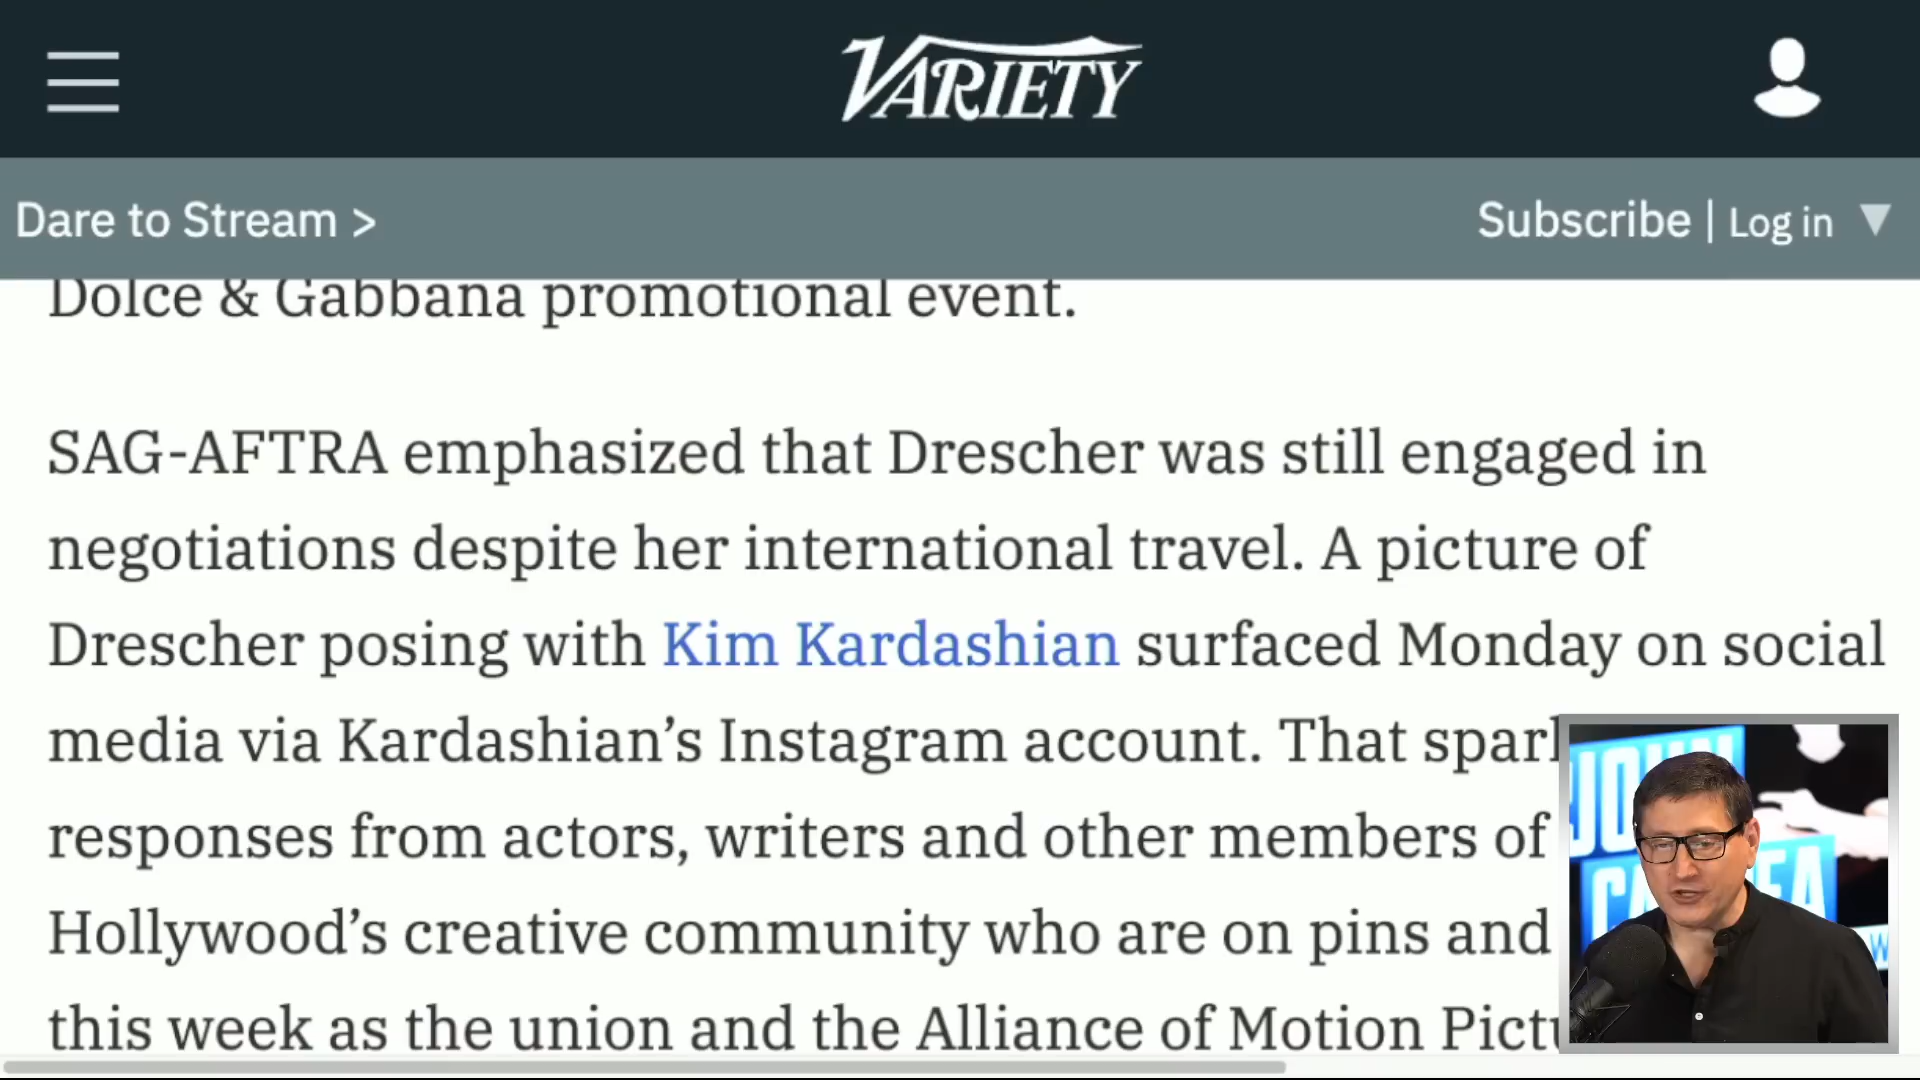 VARIETY
Dare to Stream >
Subscribe | Log in ▼
Dolce & Gabbana promotional event.
SAG-AFTRA emphasized that Drescher was still engaged in
negotiations despite her international travel. A picture of
Drescher posing with Kim Kardashian surfaced Monday on social
media via Kardashian’s Instagram account. That
responses from actors, writers and other members of
Hollywood’s creative community who are on pins and
this week as the union and the Alliance of Motion
JOHN